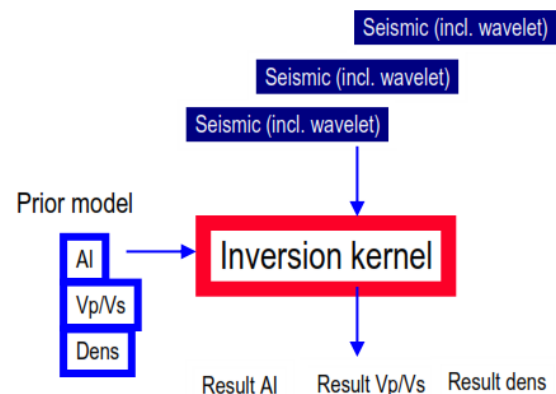 Seismic (incl. wavelet)
Seismic (incl. wavelet)
Seismic (incl. wavelet)
Prior model
AI
Vp/Vs
Dens
Inversion kernel
Result AI Result Vp/Vs Result dens